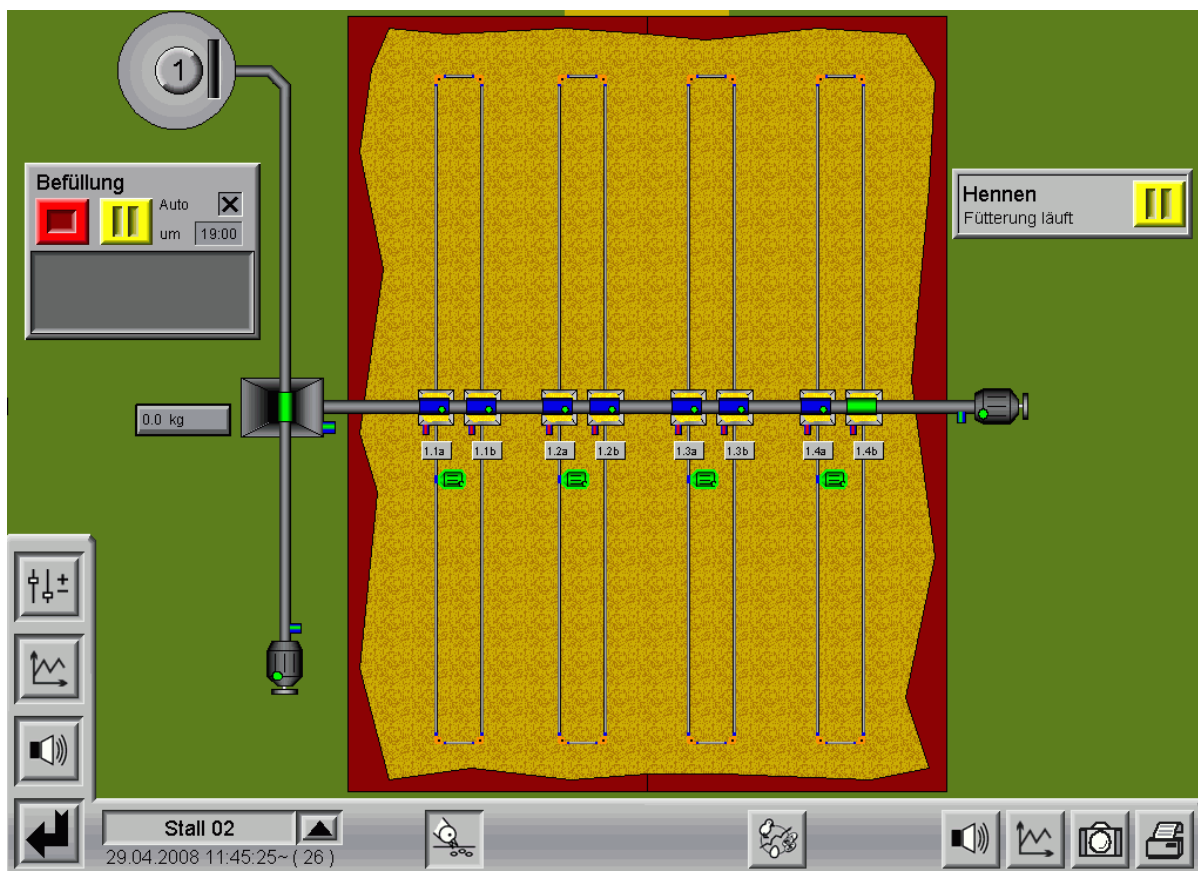 1
Befüllung
Auto
um 19:00
Hennen
Fütterung läuft
0.0 kg
1.1a 1.1b 1.2a 1.2b 1.3a 1.3b 1.4a 1.4b
Stall 02
29.04.2008 11:45:25~ ( 26 )